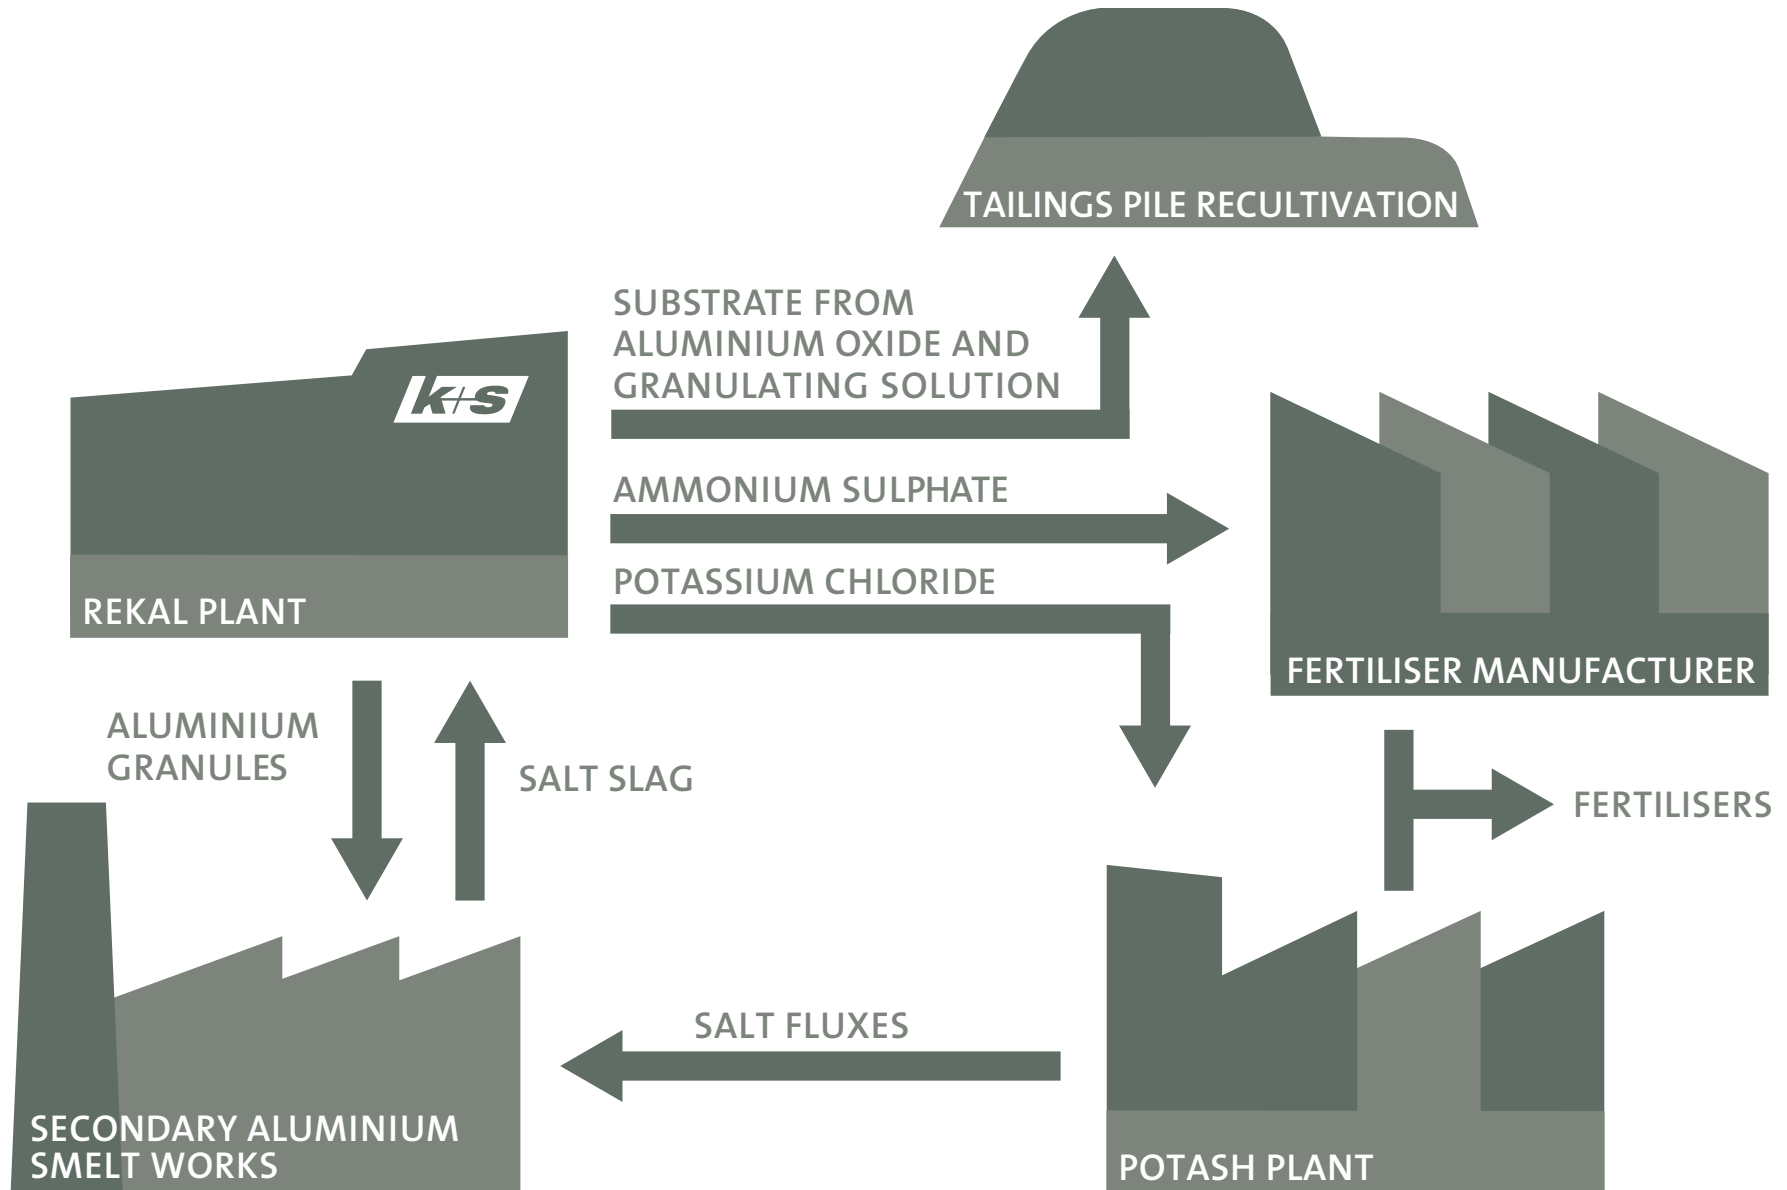 TAILINGS PILE RECULTIVATION
SUBSTRATE FROM
ALUMINIUM OXIDE AND
GRANULATING SOLUTION
k+s
AMMONIUM SULPHATE
POTASSIUM CHLORIDE
REKAL PLANT
FERTILISER MANUFACTURER
ALUMINIUM
GRANULES
SALT SLAG
FERTILISERS
SALT FLUXES
SECONDARY ALUMINIUM
SMELT WORKS
POTASH PLANT